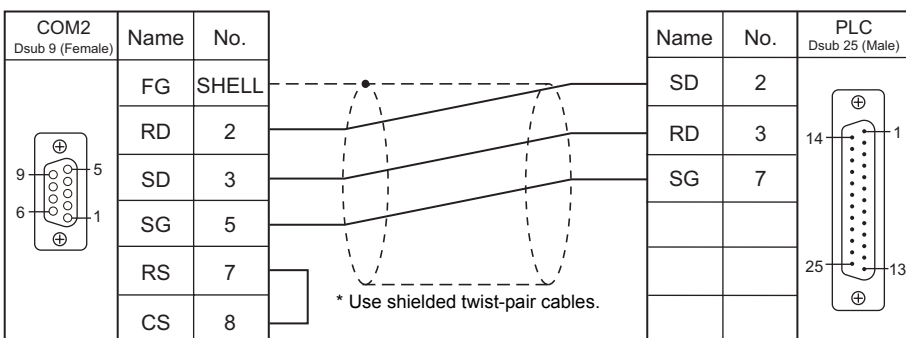 COM2
Dsub 9 (Female)
Name No.
FG SHELL
RD 2
SD 3
SG 5
RS 7
CS 8
9
5
6
1
* Use shielded twist-pair cables.
Name No.
PLC
Dsub 25 (Male)
SD 2
RD 3
SG 7
14
1
25
13